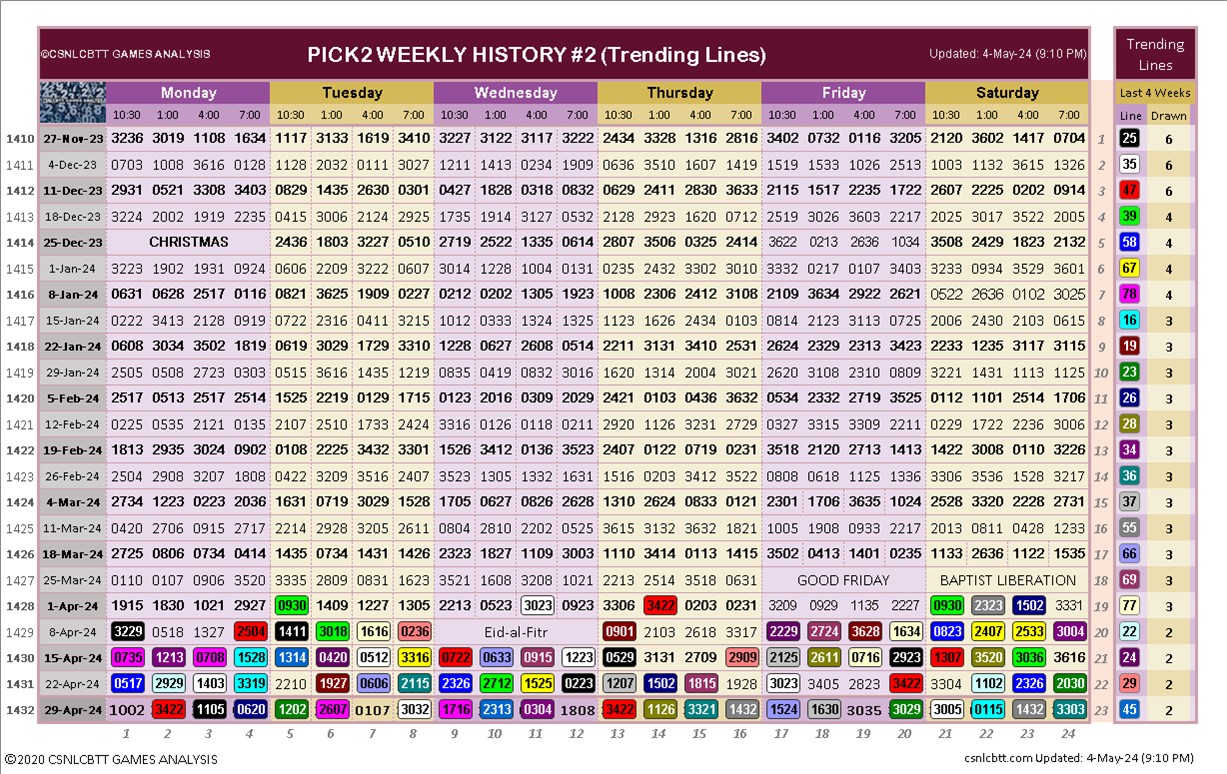 ©CSNLCBTT GAMES ANALYSIS PICK2 WEEKLY HISTORY #2 (Trending Lines) Updated: 4-May-24 (9:10 PM) Trending Lines
Monday Tuesday Wednesday Thursday Friday Saturday Last 4 Weeks
10:30 1:00 4:00 7:00 10:30 1:00 4:00 7:00 10:30 1:00 4:00 7:00 10:30 1:00 4:00 7:00 10:30 1:00 4:00 7:00 10:30 1:00 4:00 7:00 Line Drawn
1410 27-Nov-23 3236 3019 1108 1634 1117 3133 1619 3410 3227 3122 3117 3222 2434 3328 1316 2816 3402 0732 0116 3205 2120 3602 1417 0704 1 25 6
1411 4-Dec-23 0703 1008 3616 0128 1128 2032 0111 3027 1211 1413 0234 1909 0636 3510 1607 1419 1519 1533 1026 2513 1003 1132 3615 1326 2 35 6
1412 11-Dec-23 2931 0521 3308 3403 0829 1435 2630 0301 0427 1828 0318 0832 0629 2411 2830 3633 2115 1517 2235 1722 2607 2225 0202 0914 3 47 6
1413 18-Dec-23 3224 2002 1919 2235 0415 3006 2124 2925 1735 1914 3127 0532 2128 2923 1620 0712 2519 3026 3603 2217 2025 3017 3522 2005 4 39 4
1414 25-Dec-23 CHRISTMAS 2436 1803 3227 0510 2719 2522 1335 0614 2807 3506 0325 2414 3622 0213 2636 1034 3508 2429 1823 2132 5 58 4
1415 1-Jan-24 3223 1902 1931 0924 0606 2209 3222 0607 3014 1228 1004 0131 0235 2432 3302 3010 3332 0217 0107 3403 3233 0934 3529 3601 6 67 4
1416 8-Jan-24 0631 0628 2517 0116 0821 3625 1909 0227 0212 0202 1305 1923 1008 2306 2412 3108 2109 3634 2922 2621 0522 2636 0102 3025 7 78 4
1417 15-Jan-24 0222 3413 2128 0919 0722 2316 0411 3215 1012 0333 1324 1325 1123 1626 2434 0103 0814 2123 3113 0725 2006 2430 2103 0615 8 16 3
1418 22-Jan-24 0608 3034 3502 1819 0619 3029 1729 3310 1228 0627 2608 0514 2211 3131 3410 2531 2624 2329 2313 3423 2233 1235 3117 3115 9 19 3
1419 29-Jan-24 2505 0508 2723 0303 0515 3616 1435 1219 0835 0419 0832 3016 1620 1314 2004 3021 2620 3108 2310 0809 3221 1431 1113 1125 10 23 3
1420 5-Feb-24 2517 0513 2517 2514 1525 2219 0129 1715 0123 2016 0309 2029 2421 0103 0436 3632 0534 2332 2719 3525 0112 1101 2514 1706 11 26 3
1421 12-Feb-24 0225 0535 2121 0135 2107 2510 1733 2424 3316 0126 0118 0211 2920 1126 3231 2729 0327 3315 3309 2211 0229 1722 2236 3006 12 28 3
1422 19-Feb-24 1813 2935 3024 0902 0108 2225 3432 3301 1526 3412 0136 3523 2407 0122 0719 0231 3518 2120 2713 1413 1422 3008 0110 3226 13 34 3
1423 26-Feb-24 2504 2908 3207 1808 0422 3209 3516 2407 3523 1305 1332 1631 1516 0203 3412 3522 0808 0618 1125 1336 3306 3536 1528 3217 14 36 3
1424 4-Mar-24 2734 1223 0223 2036 1631 0719 3029 1523 1705 0627 0826 2628 1310 2624 0833 0121 2301 1706 3635 1024 2528 3320 2228 2731 15 37 3
1425 11-Mar-24 0420 2706 0915 2717 2214 2928 3205 2611 0804 2810 2202 0525 3615 3132 3632 1821 1005 1908 0933 2217 2013 0811 0428 1233 16 55 3
1426 18-Mar-24 2725 0806 0734 0414 1435 0734 1431 1426 2323 1827 1109 3003 1110 3414 0113 1415 3502 0413 1401 0235 1133 2636 1122 1535 17 66 3
1427 25-Mar-24 0110 0107 0906 3520 3335 2809 0831 1623 3521 1608 3208 1021 2213 2514 3518 0631 GOOD FRIDAY BAPTIST LIBERATION 18 69 3
1428 1-Apr-24 1915 1830 1021 2927 0930 1409 1227 1305 2213 0523 3023 0923 3306 3422 0203 0231 3209 0929 1135 2227 0930 2323 1502 3331 19 77 3
1429 8-Apr-24 3229 0518 1327 2504 1411 3018 1616 0236 Eid-al-Fitr 0901 2103 2618 3317 2229 2724 3628 1634 0823 2407 2533 3004 20 22 2
1430 15-Apr-24 0735 1213 0708 1528 1314 0420 0512 3316 0722 0633 0915 1223 0529 3131 2709 2909 2125 2611 0716 2923 1307 3520 3036 3616 21 24 2
1431 22-Apr-24 0517 2929 1403 3319 2210 1927 0606 2115 2326 2712 1525 0223 1207 1502 1815 1928 3023 3405 2823 3422 3304 1102 2326 2030 22 29 2
1432 29-Apr-24 1002 3422 1105 0620 1202 2607 0107 3032 1716 2313 0304 1808 3422 1126 3321 1432 1524 1630 3035 3029 3005 0115 1432 3303 23 45 2
1 2 3 4 5 6 7 8 9 10 11 12 13 14 15 16 17 18 19 20 21 22 23 24
©2020 CSNLCBTT GAMES ANALYSIS csnlcbtt.com Updated: 4-May-24 (9:10 PM)